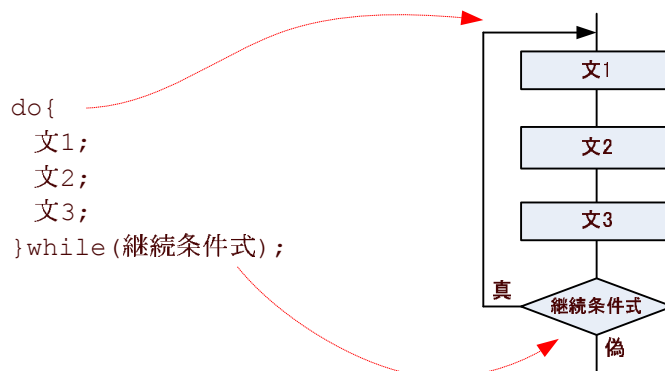 do{
文1;
文2;
文3;
}while(継続条件式);
文1
文2
文3
継続条件式
真
偽